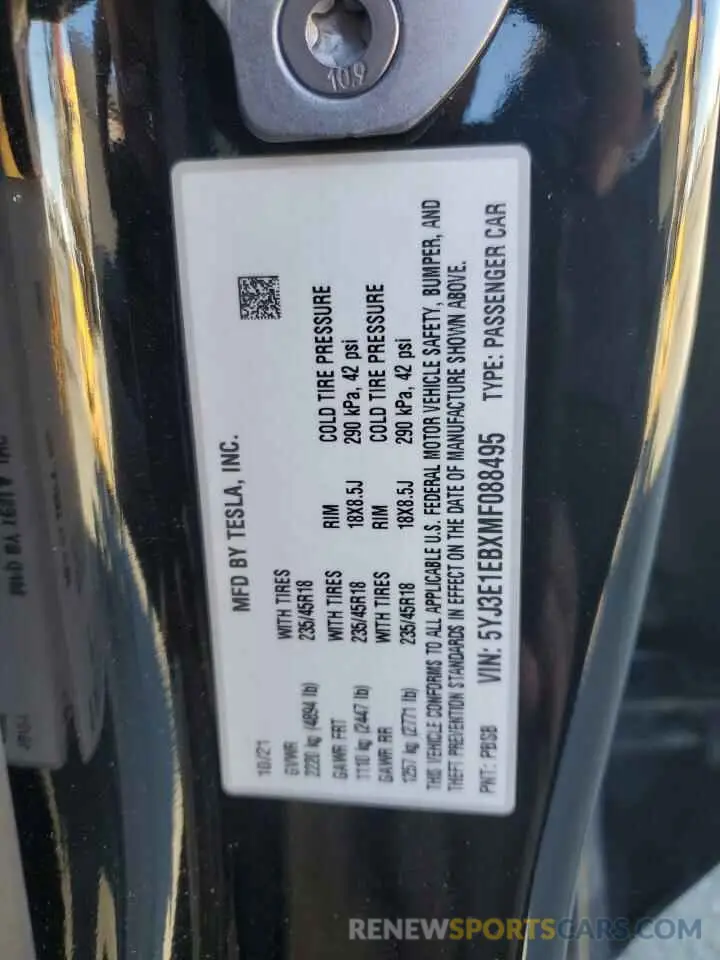 10.9
MFD BY TESLA, INC.
10/21
GVWR WITH TIRES
2220 kg (4894 lb) 235/45R18 RIM COLD TIRE PRESSURE
GAWR FRT WITH TIRES 18X8.5J 290 kPa, 42 psi
1110 kg (2447 lb) 235/45R18 RIM COLD TIRE PRESSURE
GAWR RR WITH TIRES
1257 kg (2771 lb) 235/45R18 18X8.5J 290 kPa, 42 psi
THIS VEHICLE CONFORMS TO ALL APPLICABLE U.S. FEDERAL MOTOR VEHICLE SAFETY, BUMPER, AND
THEFT PREVENTION STANDARDS IN EFFECT ON THE DATE OF MANUFACTURE SHOWN ABOVE.
PNT: PBSB VIN: 5YJ3E1EBXMF088495 TYPE: PASSENGER CAR
RENEWSPORTSCARS.COM